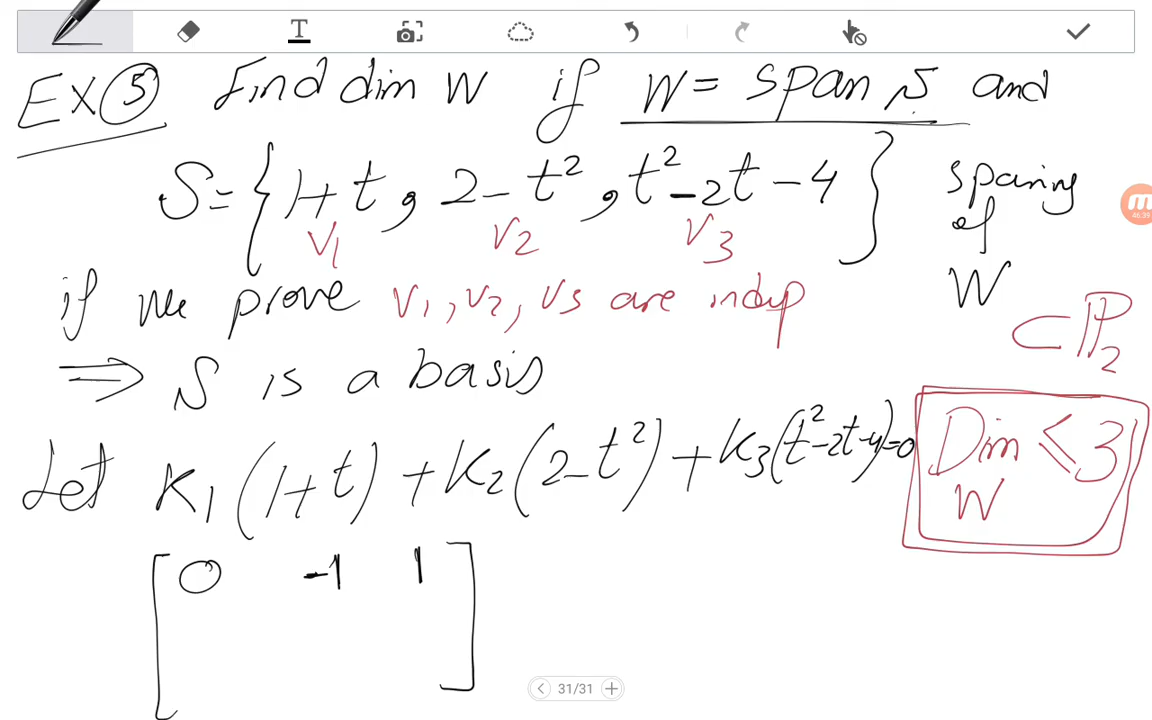 EX ⑤ Find dim W if W = span S and
S = { 1+t, 2-t², t²-2t-4 } spaning of W
v₁ v₂ v₃
if we prove v₁, v₂, v₃ are indep
⊂ ℙ₂
⟹ S is a basis
Dim W ≤ 3
Let K₁(1+t) + K₂(2-t²) + K₃(t²-2t-4)=0
[ 0 -1 1 ]
31/31
46:39